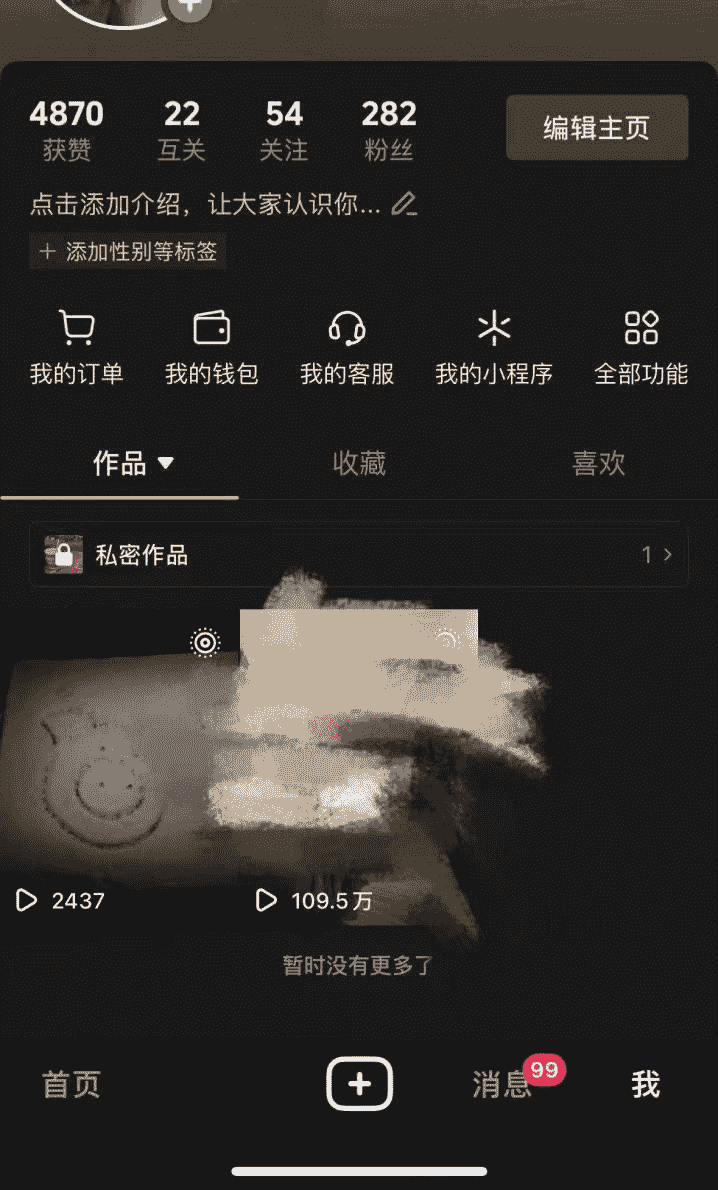 4870 22 54 282
获赞 互关 关注 粉丝
编辑主页
点击添加介绍，让大家认识你...
+ 添加性别等标签
我的订单 我的钱包 我的客服 我的小程序 全部功能
作品 收藏 喜欢
私密作品 1
2437 109.5万
暂时没有更多了
首页 消息 99 我